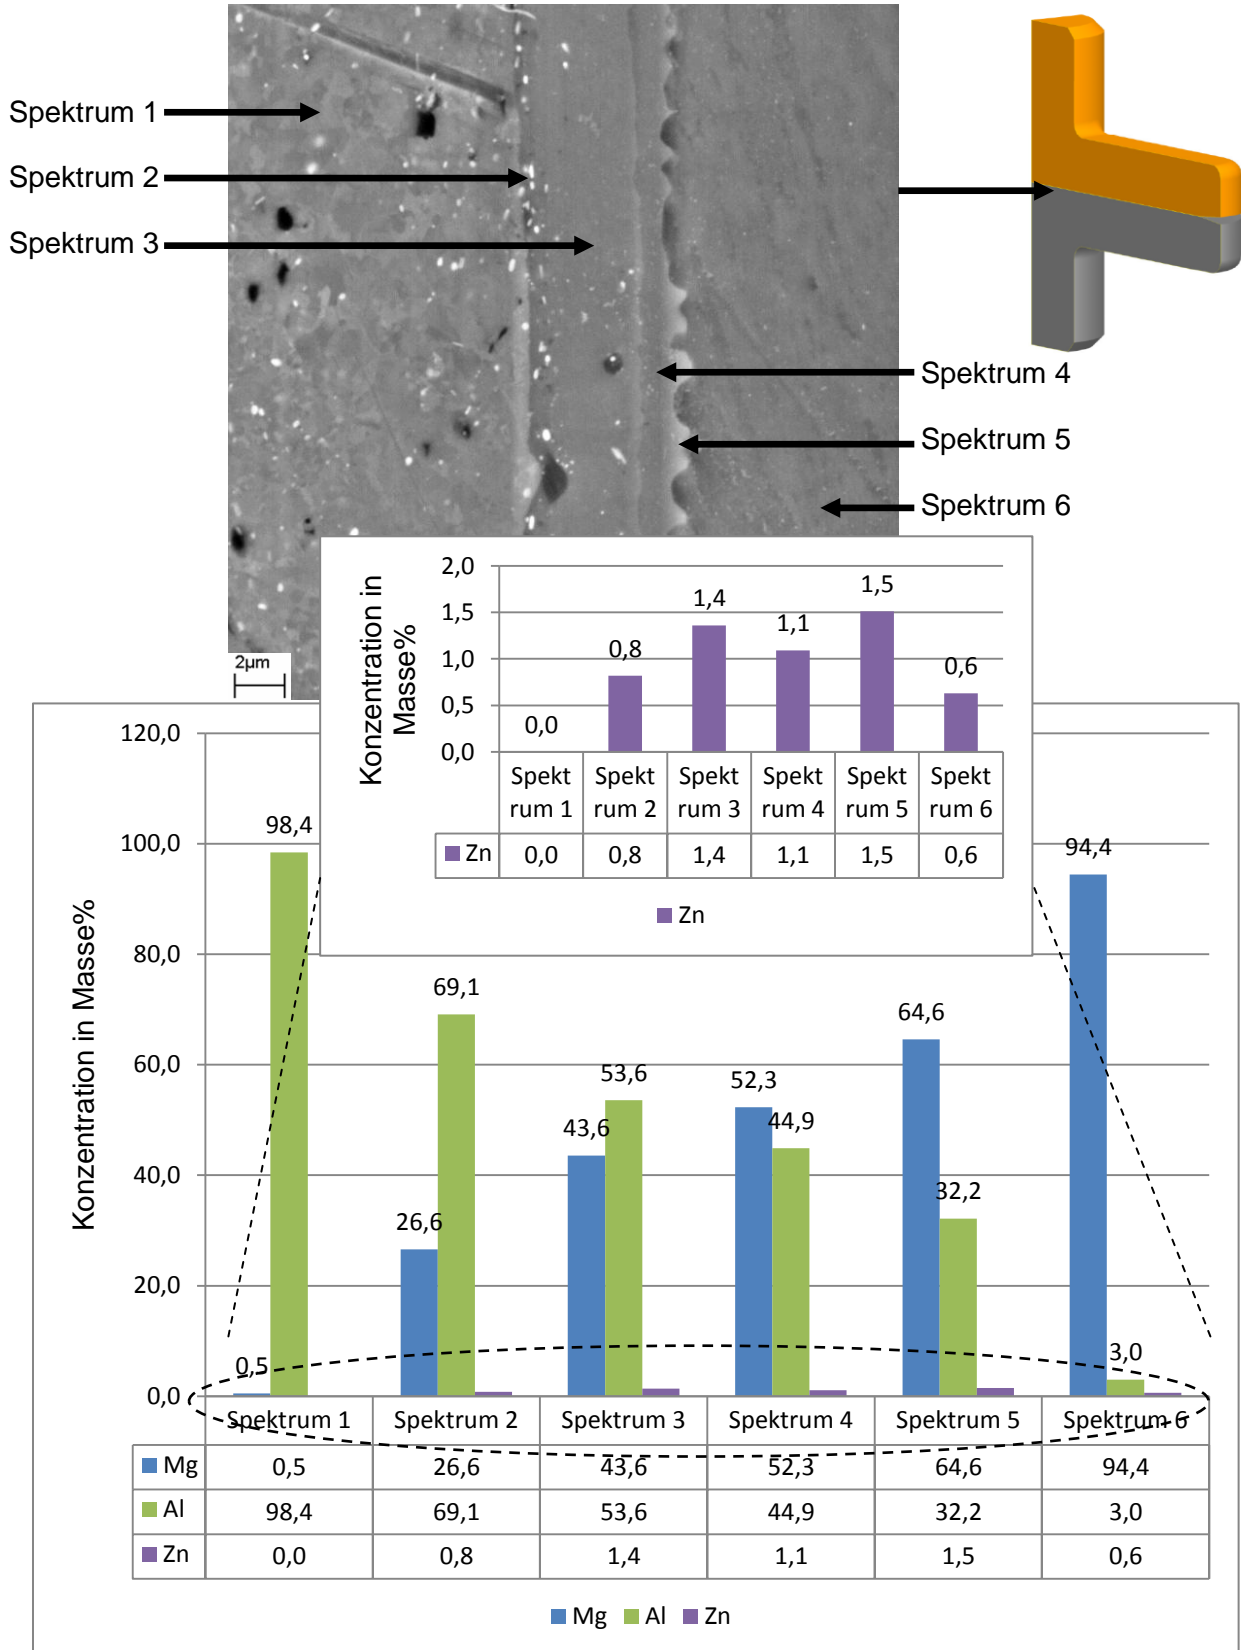 Spektrum 1
Spektrum 2
Spektrum 3
Spektrum 4
Spektrum 5
Spektrum 6
2µm
Konzentration in
Masse%
2,0
1,5
1,0
0,5
0,0
0,0
0,8
1,4
1,1
1,5
0,6
Spekt rum 1 Spekt rum 2 Spekt rum 3 Spekt rum 4 Spekt rum 5 Spekt rum 6
Zn 0,0 0,8 1,4 1,1 1,5 0,6
Zn
Konzentration in Masse%
120,0
100,0
80,0
60,0
40,0
20,0
0,0
0,5
98,4
26,6
69,1
43,6
53,6
52,3
44,9
64,6
32,2
94,4
3,0
Spektrum 1 Spektrum 2 Spektrum 3 Spektrum 4 Spektrum 5 Spektrum 6
Mg 0,5 26,6 43,6 52,3 64,6 94,4
Al 98,4 69,1 53,6 44,9 32,2 3,0
Zn 0,0 0,8 1,4 1,1 1,5 0,6
Mg Al Zn